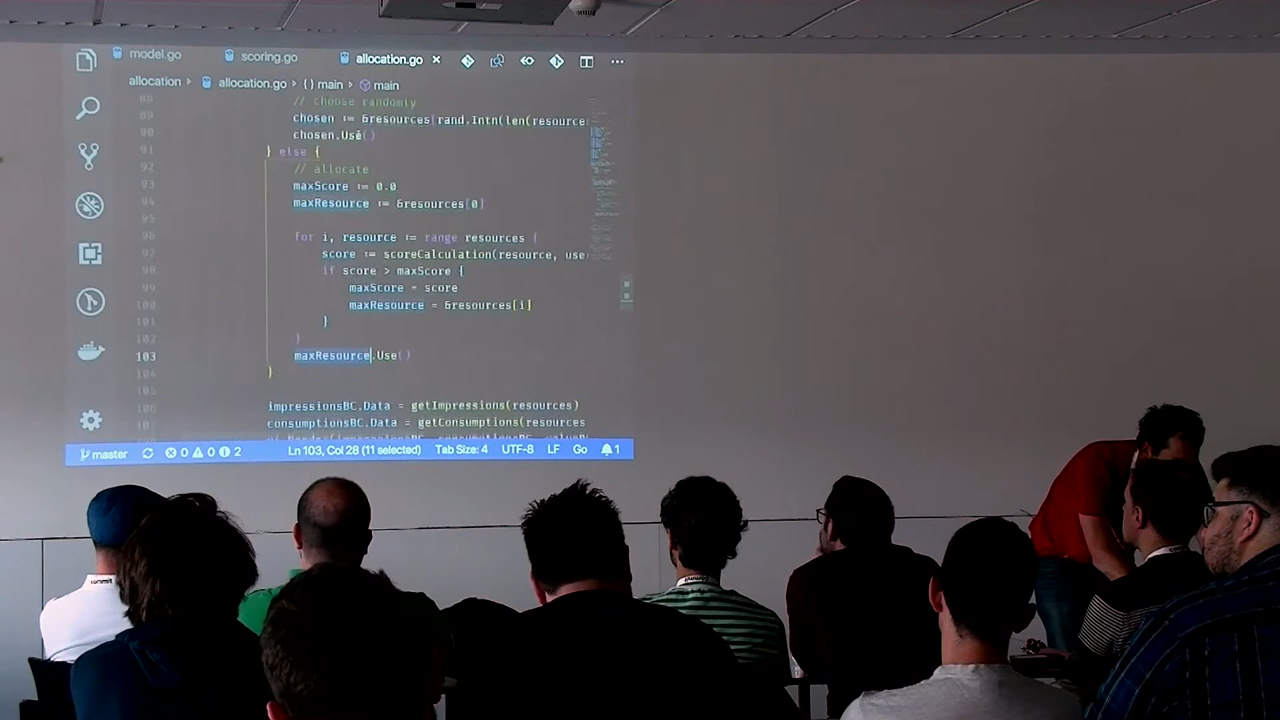 model.go scoring.go allocation.go
allocation allocation.go {} main main
88 // choose randomly
89 chosen := &resources[rand.Intn(len(resource
90 chosen.Use()
91 } else {
92 // allocate
93 maxScore := 0.0
94 maxResource := &resources[0]
95
96 for i, resource := range resources {
97 score := scoreCalculation(resource, use
98 if score > maxScore {
99 maxScore = score
100 maxResource = &resources[i]
101 }
102 }
103 maxResource.Use()
104 }
105
106 impressionsBC.Data = getImpressions(resources)
107 consumptionsBC.Data = getConsumptions(resources
master 0 0 2 Ln 103, Col 28 (11 selected) Tab Size: 4 UTF-8 LF Go 1